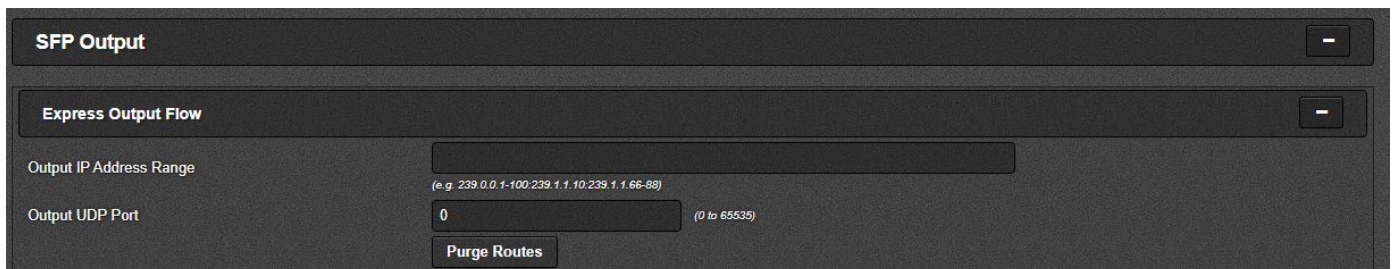 SFP Output
Express Output Flow
Output IP Address Range
(e.g. 239.0.0.1-100:239.1.1.10:239.1.1.66-88)
Output UDP Port 0 (0 to 65535)
Purge Routes